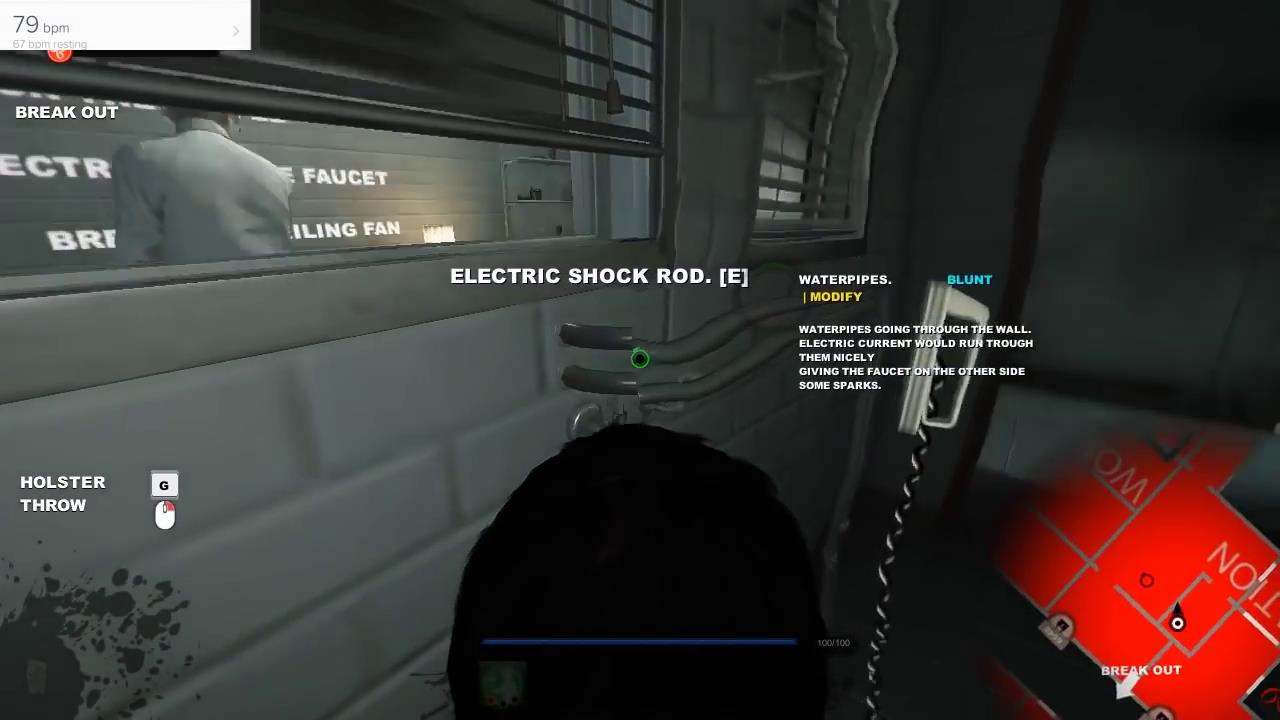 79 bpm
67 bpm resting
BREAK OUT
ECTR
E FAUCET
BRE
ILING FAN
ELECTRIC SHOCK ROD. [E]
WATERPIPES.
BLUNT
| MODIFY
WATERPIPES GOING THROUGH THE WALL.
ELECTRIC CURRENT WOULD RUN TROUGH
THEM NICELY
GIVING THE FAUCET ON THE OTHER SIDE
SOME SPARKS.
HOLSTER
G
THROW
WO
TION
100/100
BREAK OUT